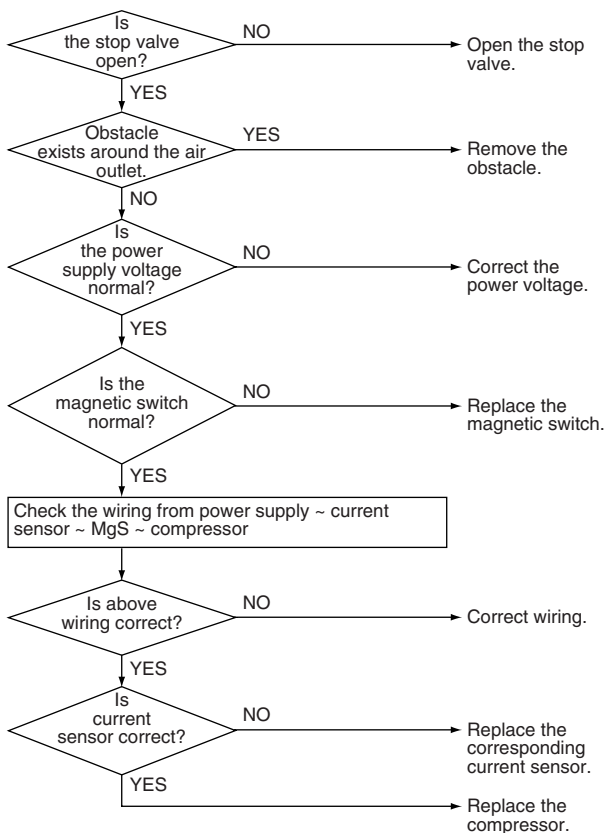 Is
the stop valve
open?
NO
Open the stop
valve.
YES
Obstacle
exists around the air
outlet.
YES
Remove the
obstacle.
NO
Is
the power
supply voltage
normal?
NO
Correct the
power voltage.
YES
Is the
magnetic switch
normal?
NO
Replace the
magnetic switch.
YES
Check the wiring from power supply ~ current
sensor ~ MgS ~ compressor
Is above
wiring correct?
NO
Correct wiring.
YES
Is
current
sensor correct?
NO
Replace the
corresponding
current sensor.
YES
Replace the
compressor.